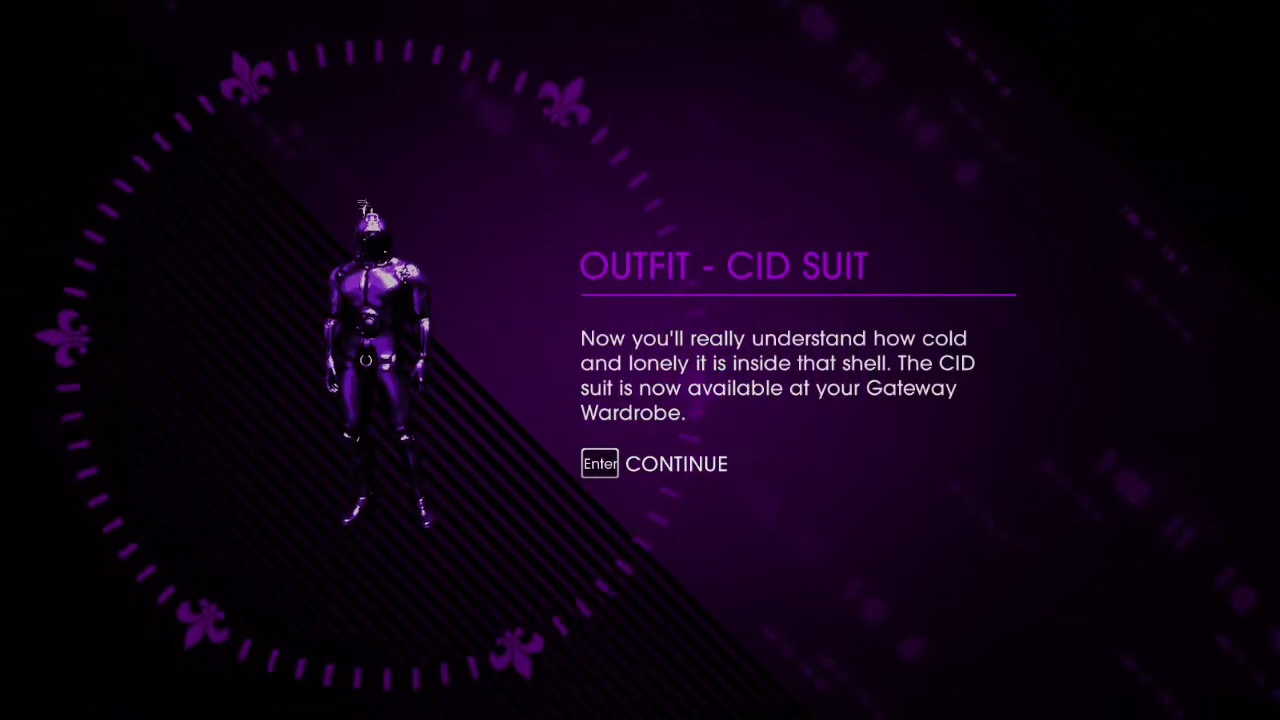 OUTFIT - CID SUIT
Now you'll really understand how cold
and lonely it is inside that shell. The CID
suit is now available at your Gateway
Wardrobe.
Enter CONTINUE